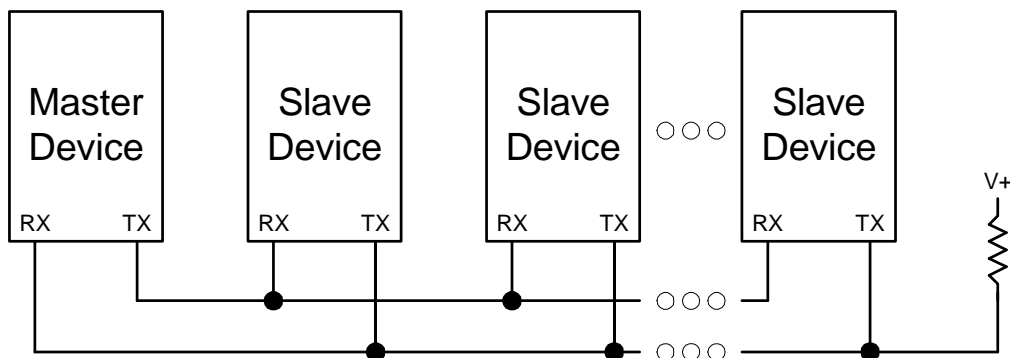 Master
Device
Slave
Device
Slave
Device
Slave
Device
RX TX
RX TX
RX TX
RX TX
V+